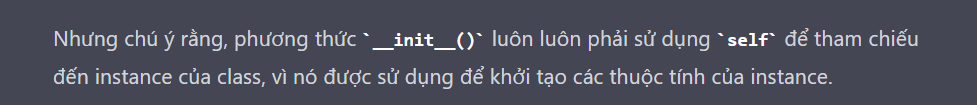 Nhưng chú ý rằng, phương thức `__init__()` luôn luôn phải sử dụng `self` để tham chiếu
đến instance của class, vì nó được sử dụng để khởi tạo các thuộc tính của instance.